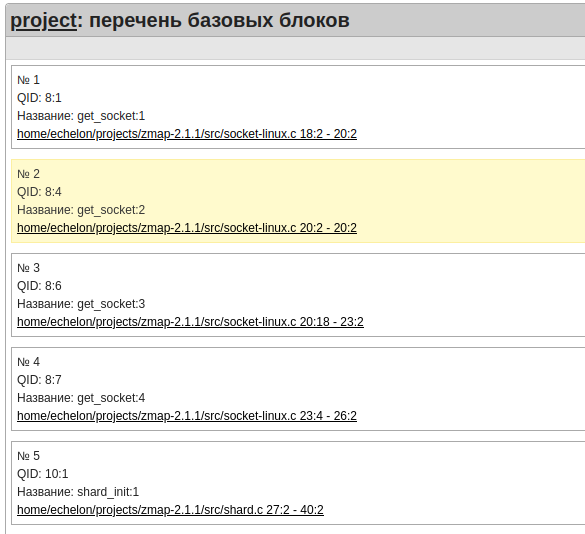 project: перечень базовых блоков
№ 1
QID: 8:1
Название: get_socket:1
home/echelon/projects/zmap-2.1.1/src/socket-linux.c 18:2 - 20:2
№ 2
QID: 8:4
Название: get_socket:2
home/echelon/projects/zmap-2.1.1/src/socket-linux.c 20:2 - 20:2
№ 3
QID: 8:6
Название: get_socket:3
home/echelon/projects/zmap-2.1.1/src/socket-linux.c 20:18 - 23:2
№ 4
QID: 8:7
Название: get_socket:4
home/echelon/projects/zmap-2.1.1/src/socket-linux.c 23:4 - 26:2
№ 5
QID: 10:1
Название: shard_init:1
home/echelon/projects/zmap-2.1.1/src/shard.c 27:2 - 40:2